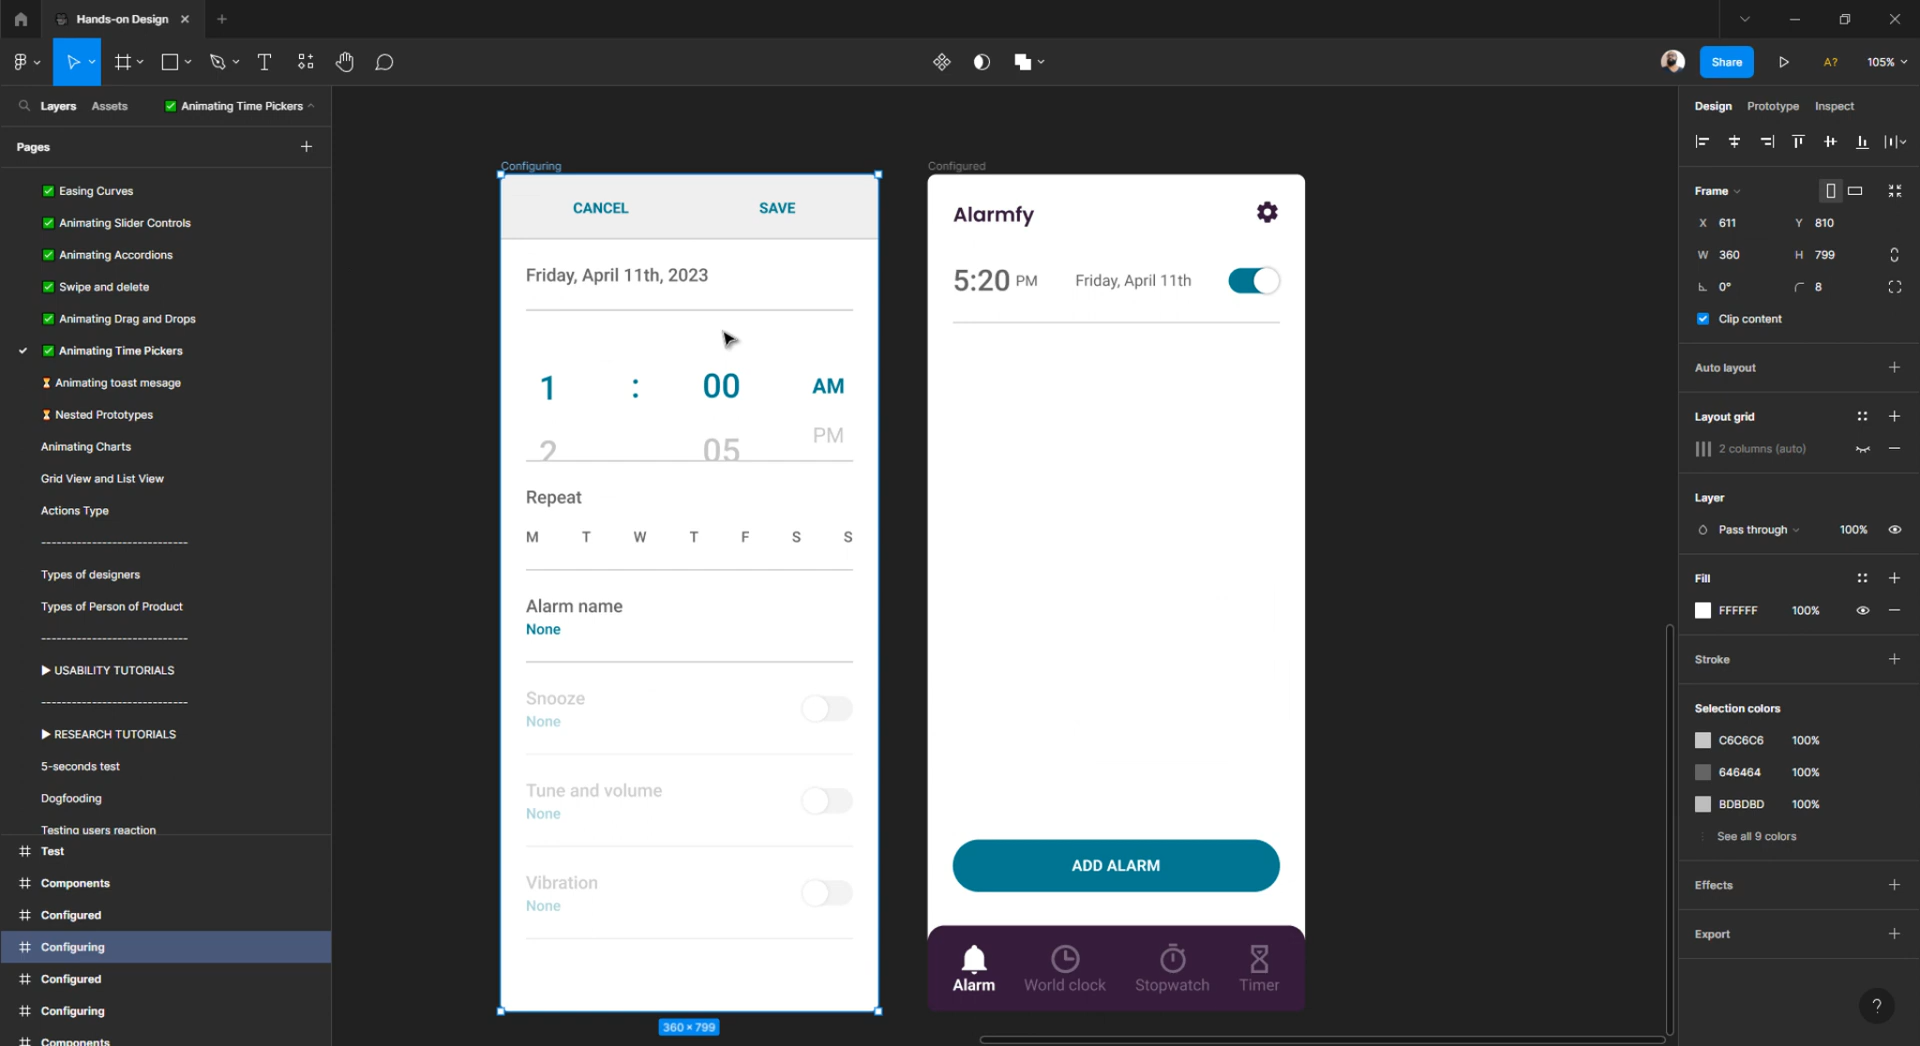 Hands-on Design
Share
A?
105%
Layers
Assets
Animating Time Pickers
Pages
Easing Curves
Animating Slider Controls
Animating Accordions
Swipe and delete
Animating Drag and Drops
Animating Time Pickers
Animating toast mesage
Nested Prototypes
Animating Charts
Grid View and List View
Actions Type
-----------------------------
Types of designers
Types of Person of Product
-----------------------------
▶ USABILITY TUTORIALS
-----------------------------
▶ RESEARCH TUTORIALS
5-seconds test
Dogfooding
Testing users reaction
Test
Components
Configured
Configuring
Configured
Configuring
Components
Configuring
CANCEL
SAVE
Friday, April 11th, 2023
1 : 00 AM
2 05 PM
Repeat
M T W T F S S
Alarm name
None
Snooze
None
Tune and volume
None
Vibration
None
360 × 799
Configured
Alarmfy
5:20 PM Friday, April 11th
ADD ALARM
Alarm
World clock
Stopwatch
Timer
Design
Prototype
Inspect
Frame
X 611
Y 810
W 360
H 799
0°
8
Clip content
Auto layout
Layout grid
2 columns (auto)
Layer
Pass through
100%
Fill
FFFFFF
100%
Stroke
Selection colors
C6C6C6 100%
646464 100%
BDBDBD 100%
See all 9 colors
Effects
Export
?